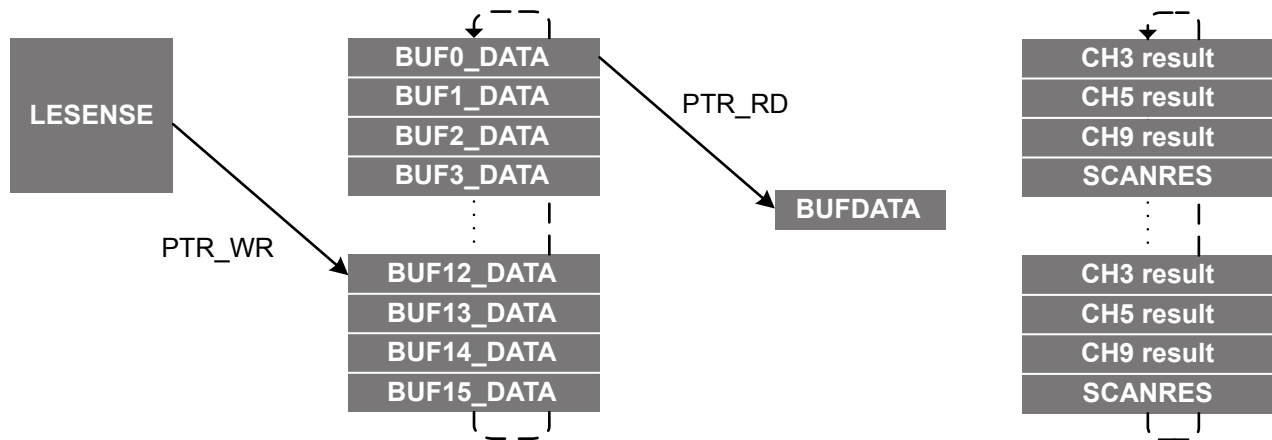 LESENSE
PTR_WR
BUF0_DATA
BUF1_DATA
BUF2_DATA
BUF3_DATA
BUF12_DATA
BUF13_DATA
BUF14_DATA
BUF15_DATA
PTR_RD
BUFDATA
CH3 result
CH5 result
CH9 result
SCANRES
CH3 result
CH5 result
CH9 result
SCANRES